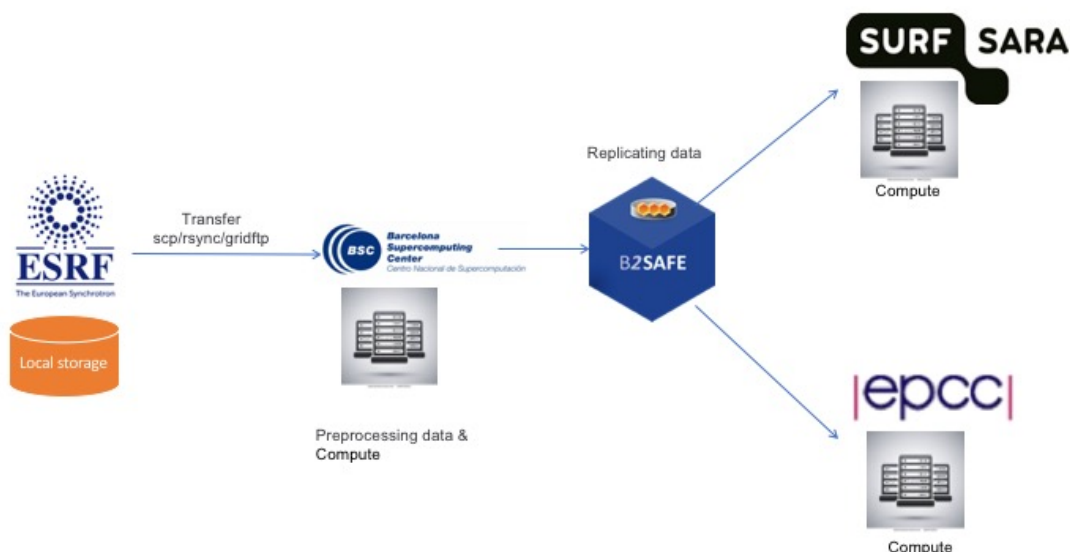 SURF SARA
Compute
Replicating data
B2SAFE
Transfer
scp/rsync/gridftp
ESRF
The European Synchrotron
Local storage
BSC
Barcelona
Supercomputing
Center
Centro Nacional de Supercomputación
Preprocessing data &
Compute
|epcc|
Compute